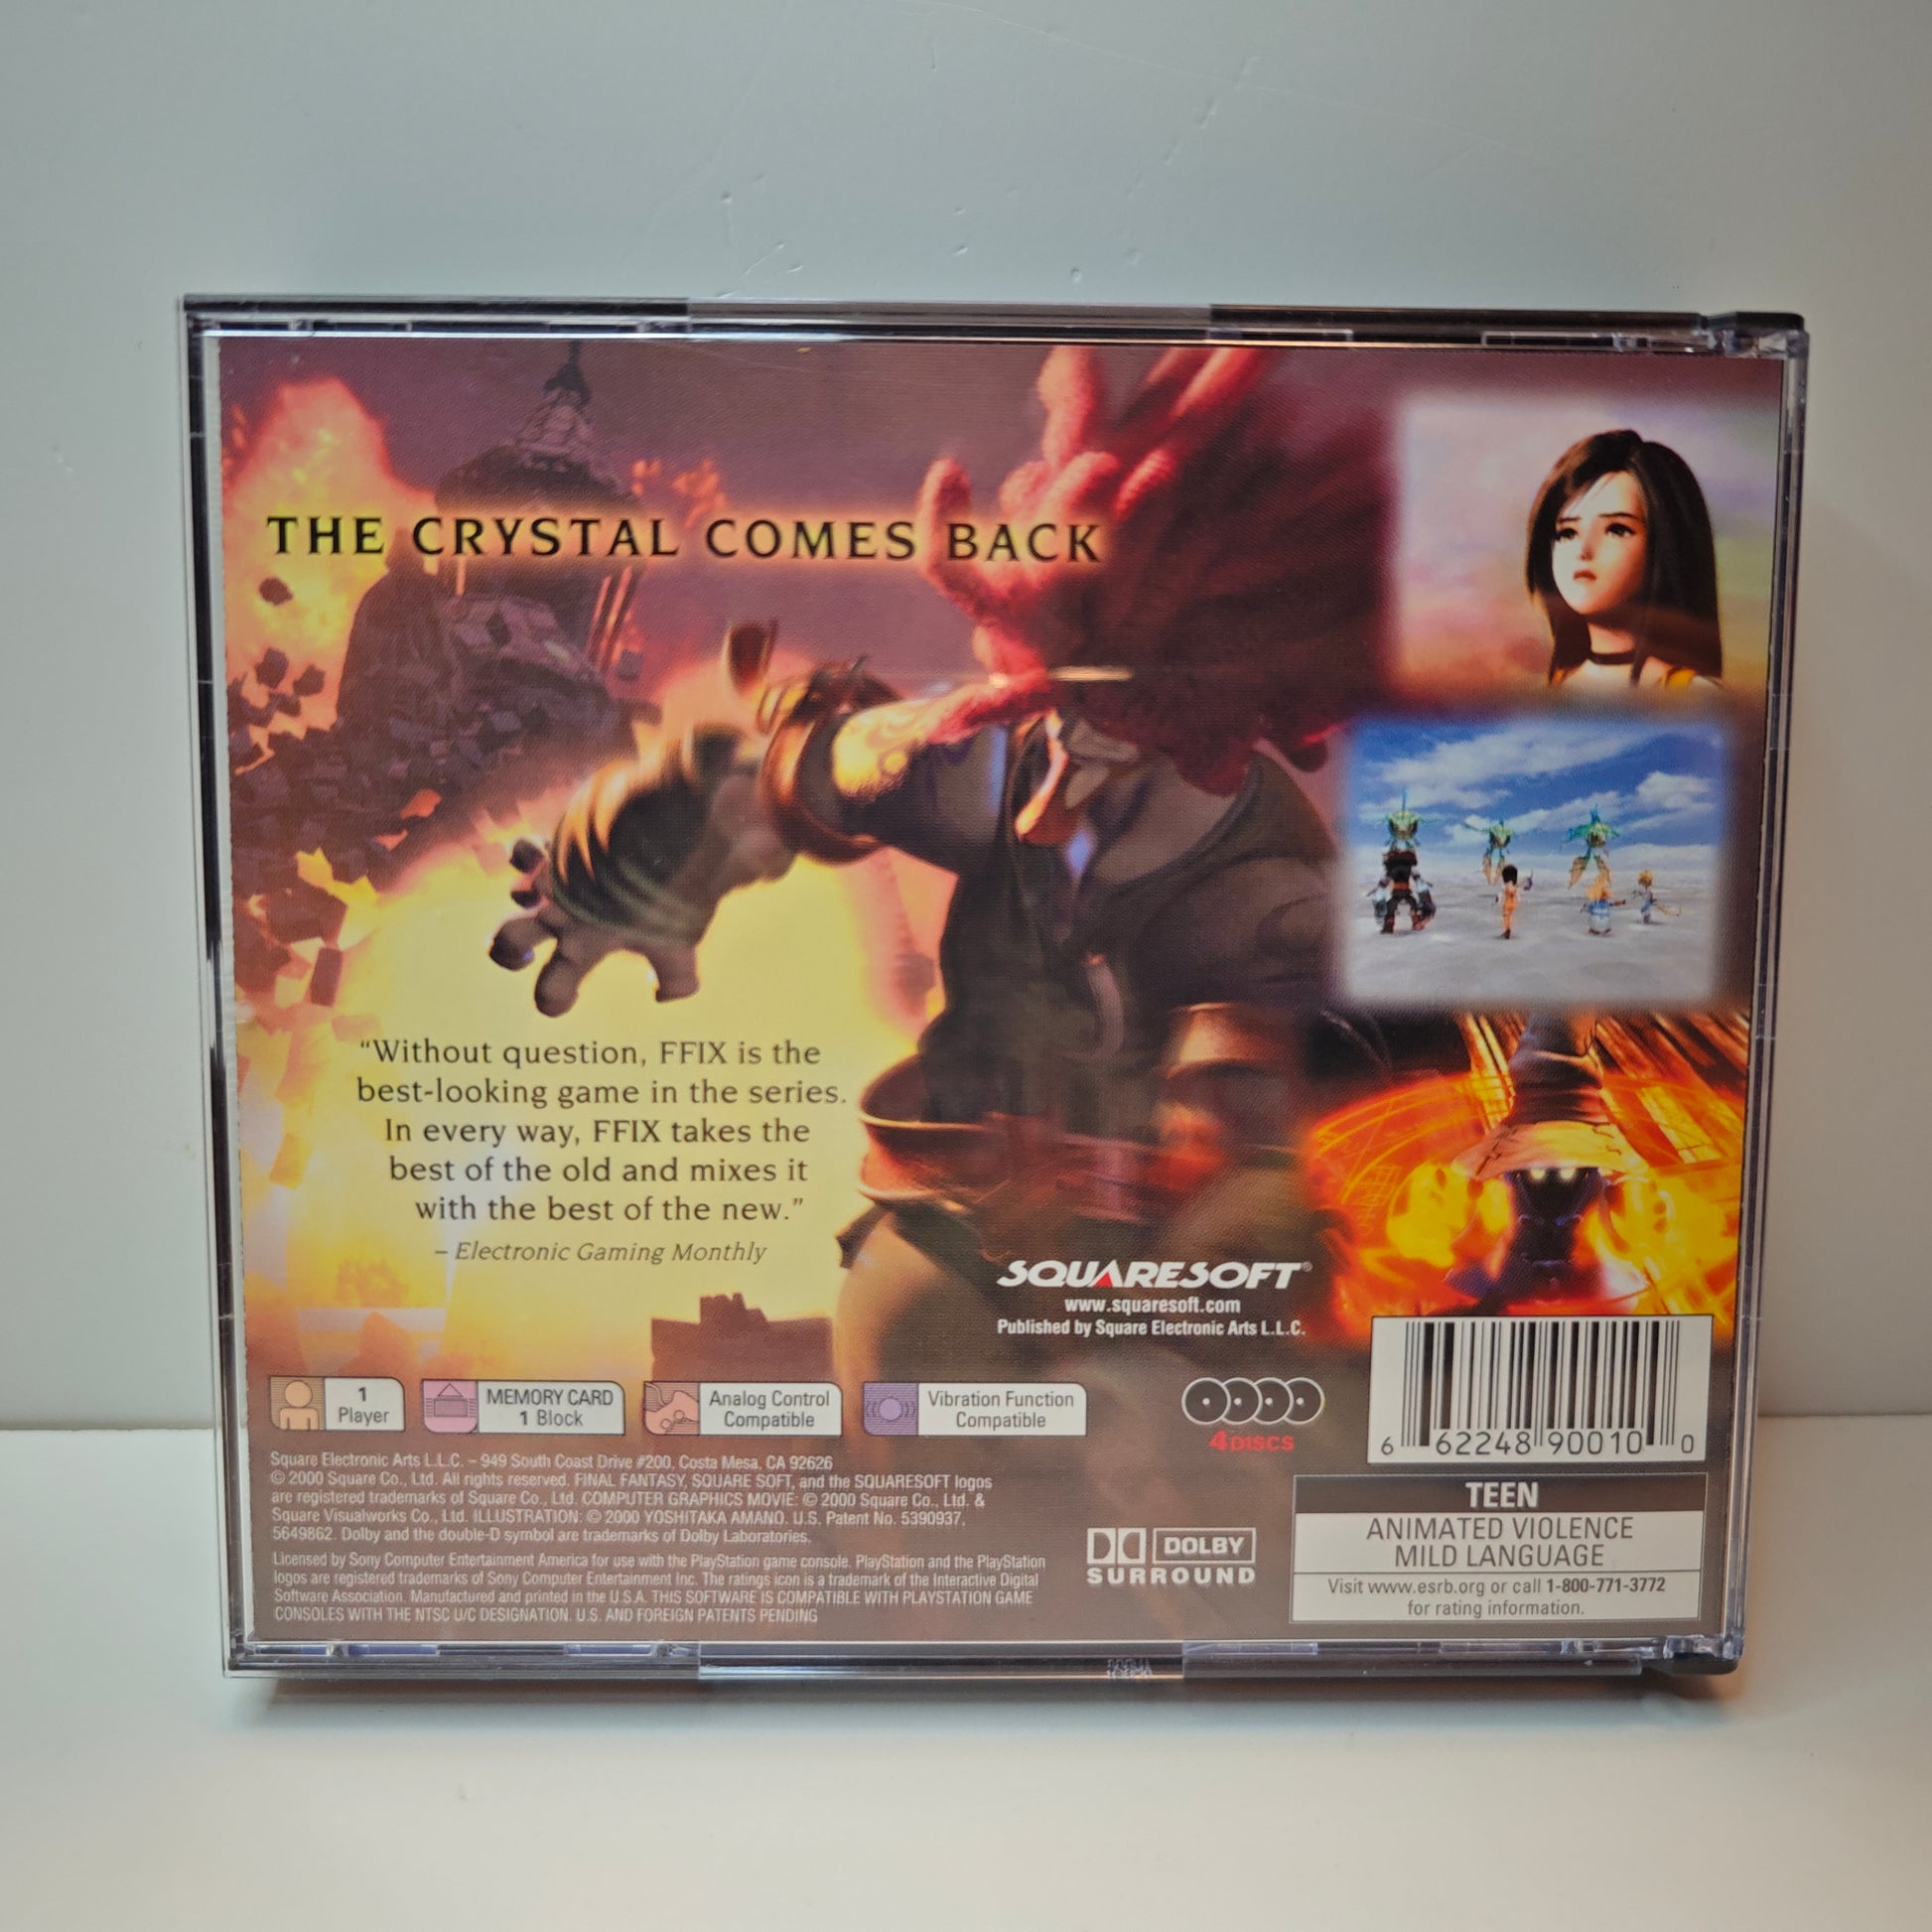 THE CRYSTAL COMES BACK
“Without question, FFIX is the
best-looking game in the series.
In every way, FFIX takes the
best of the old and mixes it
with the best of the new.”
– Electronic Gaming Monthly
SQUARESOFT®
www.squaresoft.com
Published by Square Electronic Arts L.L.C.
1
Player
MEMORY CARD
1 Block
Analog Control
Compatible
Vibration Function
Compatible
4 DISCS
6 62248 90010 0
Square Electronic Arts L.L.C. – 949 South Coast Drive #200, Costa Mesa, CA 92626
© 2000 Square Co., Ltd. All rights reserved. FINAL FANTASY, SQUARE SOFT, and the SQUARESOFT logos
are registered trademarks of Square Co., Ltd. COMPUTER GRAPHICS MOVIE: © 2000 Square Co., Ltd. &
Square Visualworks Co., Ltd. ILLUSTRATION: © 2000 YOSHITAKA AMANO. U.S. Patent No. 5390937,
5649862. Dolby and the double-D symbol are trademarks of Dolby Laboratories.
Licensed by Sony Computer Entertainment America for use with the PlayStation game console. PlayStation and the PlayStation
logos are registered trademarks of Sony Computer Entertainment Inc. The ratings icon is a trademark of the Interactive Digital
Software Association. Manufactured and printed in the U.S.A. THIS SOFTWARE IS COMPATIBLE WITH PLAYSTATION GAME
CONSOLES WITH THE NTSC U/C DESIGNATION. U.S. AND FOREIGN PATENTS PENDING
DOLBY
SURROUND
TEEN
ANIMATED VIOLENCE
MILD LANGUAGE
Visit www.esrb.org or call 1-800-771-3772
for rating information.